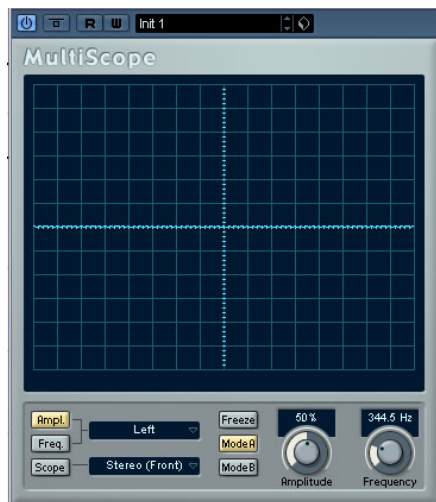 R W Init 1
MultiScope
Ampl. Left Freeze 50% 344.5 Hz
Freq. Mode A
Scope Stereo (Front) Mode B Amplitude Frequency